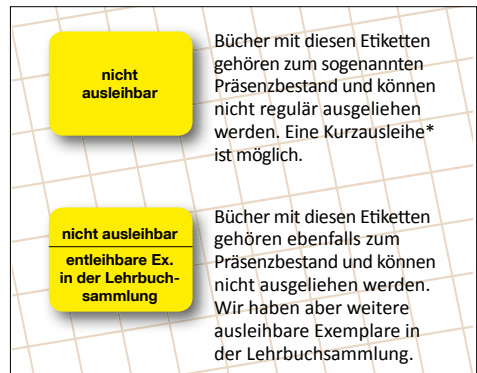 nicht
ausleihbar
Bücher mit diesen Etiketten
gehören zum sogenannten
Präsenzbestand und können
nicht regulär ausgeliehen
werden. Eine Kurzausleihe*
ist möglich.
nicht ausleihbar
entleihbare Ex.
in der Lehrbuch-
sammlung
Bücher mit diesen Etiketten
gehören ebenfalls zum
Präsenzbestand und können
nicht ausgeliehen werden.
Wir haben aber weitere
ausleihbare Exemplare in
der Lehrbuchsammlung.